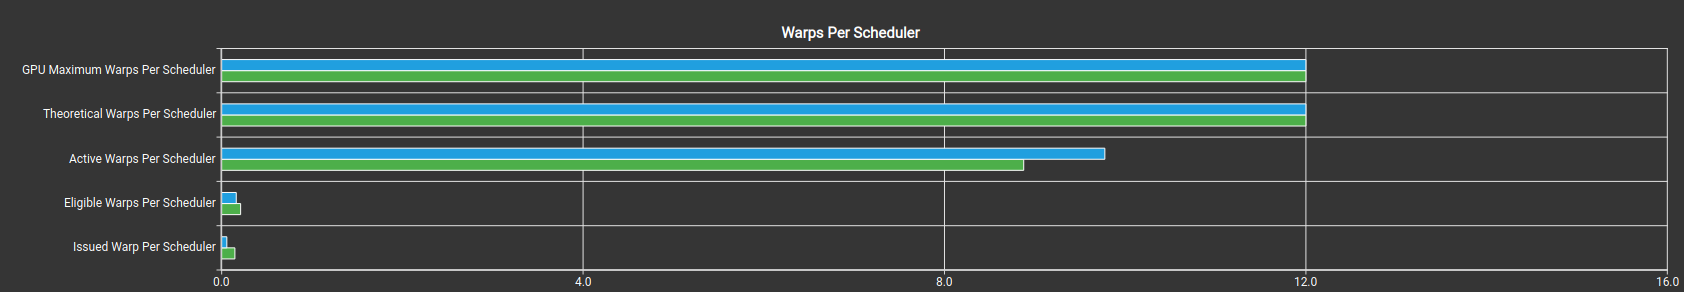 Warps Per Scheduler
GPU Maximum Warps Per Scheduler
Theoretical Warps Per Scheduler
Active Warps Per Scheduler
Eligible Warps Per Scheduler
Issued Warp Per Scheduler
0.0 4.0 8.0 12.0 16.0